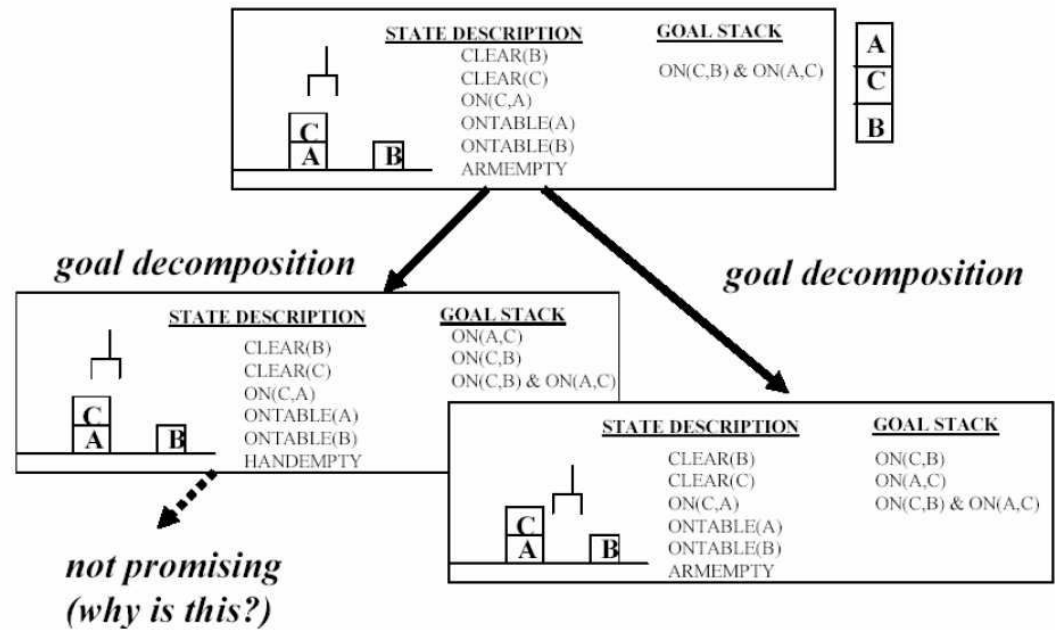 STATE DESCRIPTION
CLEAR(B)
CLEAR(C)
ON(C,A)
ONTABLE(A)
ONTABLE(B)
ARMEMPTY
GOAL STACK
ON(C,B) & ON(A,C)
C
A
B
A
C
B
goal decomposition
goal decomposition
STATE DESCRIPTION
CLEAR(B)
CLEAR(C)
ON(C,A)
ONTABLE(A)
ONTABLE(B)
HANDEMPTY
GOAL STACK
ON(A,C)
ON(C,B)
ON(C,B) & ON(A,C)
C
A
B
STATE DESCRIPTION
CLEAR(B)
CLEAR(C)
ON(C,A)
ONTABLE(A)
ONTABLE(B)
ARMEMPTY
GOAL STACK
ON(C,B)
ON(A,C)
ON(C,B) & ON(A,C)
C
A
B
not promising
(why is this?)